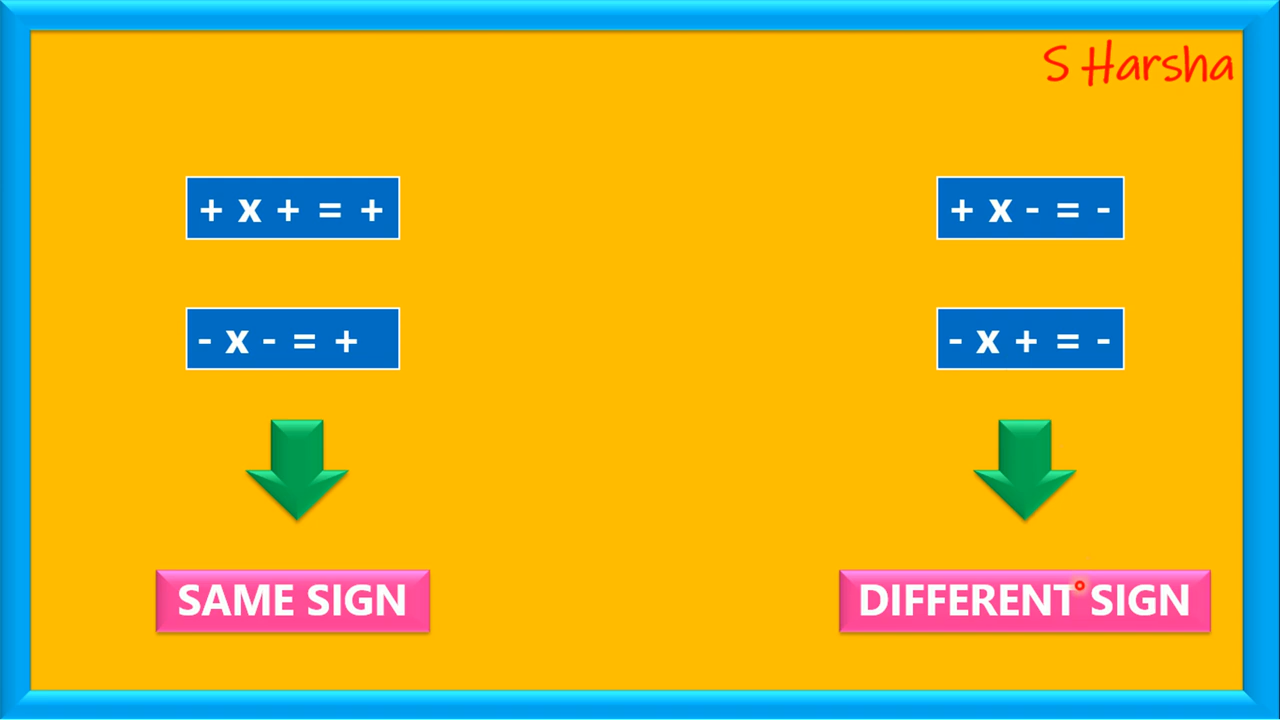 S Harsha
+ x + = +
+ x - = -
- x - = +
- x + = -
SAME SIGN
DIFFERENT SIGN